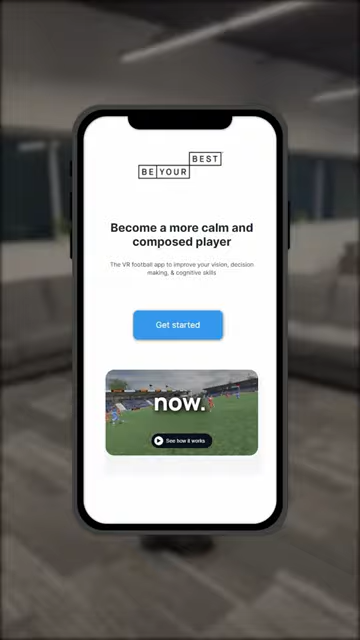 BEST
BE YOUR
Become a more calm and
composed player
The VR football app to improve your vision, decision
making, & cognitive skills
Get started
now.
See how it works